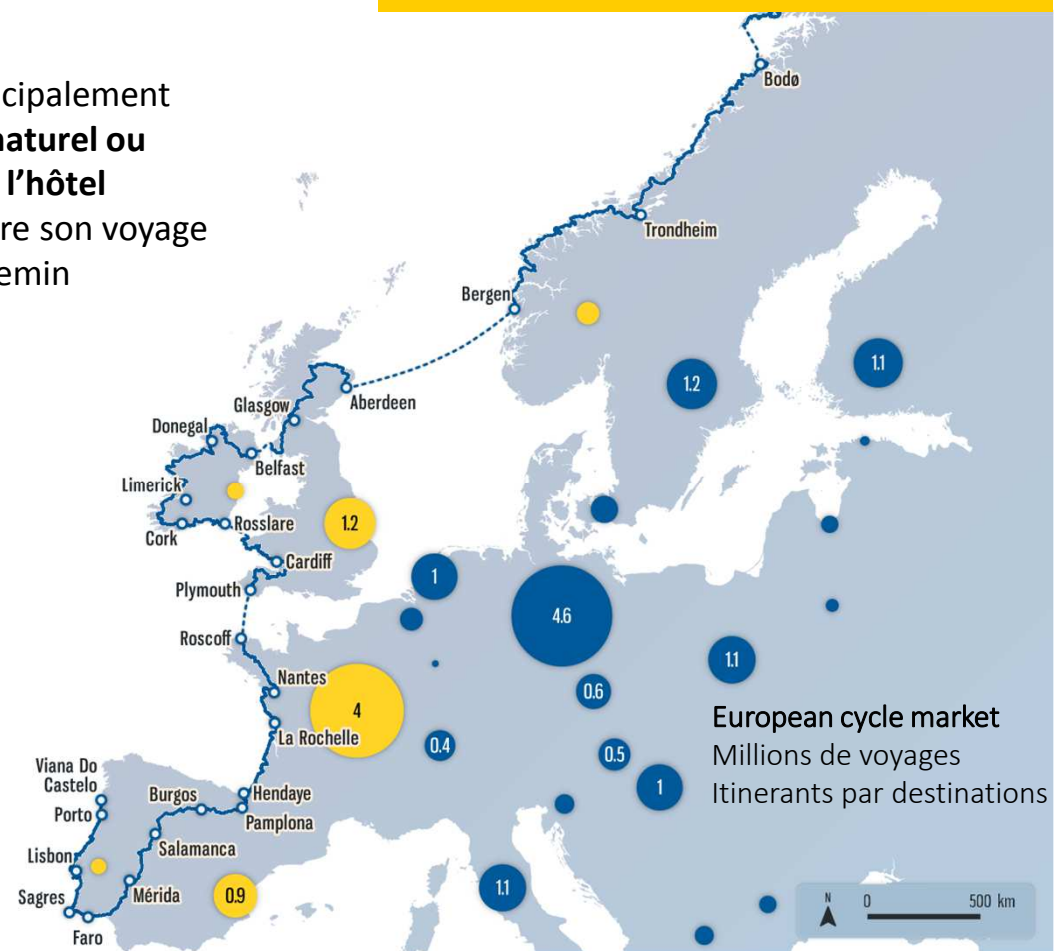 cipalement
naturel ou
l’hôtel
re son voyage
emin
Bodø
Trondheim
Bergen
1.2
1.1
Glasgow
Aberdeen
Donegal
Belfast
Limerick
1.2
Rosslare
Cork
Cardiff
1
Plymouth
4.6
Roscoff
1.1
Nantes
0.6
4
La Rochelle
0.4
0.5
European cycle market
Millions de voyages
Itinerants par destinations
1
Viana Do
Castelo
Burgos
Hendaye
Porto
Pamplona
Salamanca
Lisbon
Mérida
0.9
1.1
Sagres
Faro
N
0 500 km